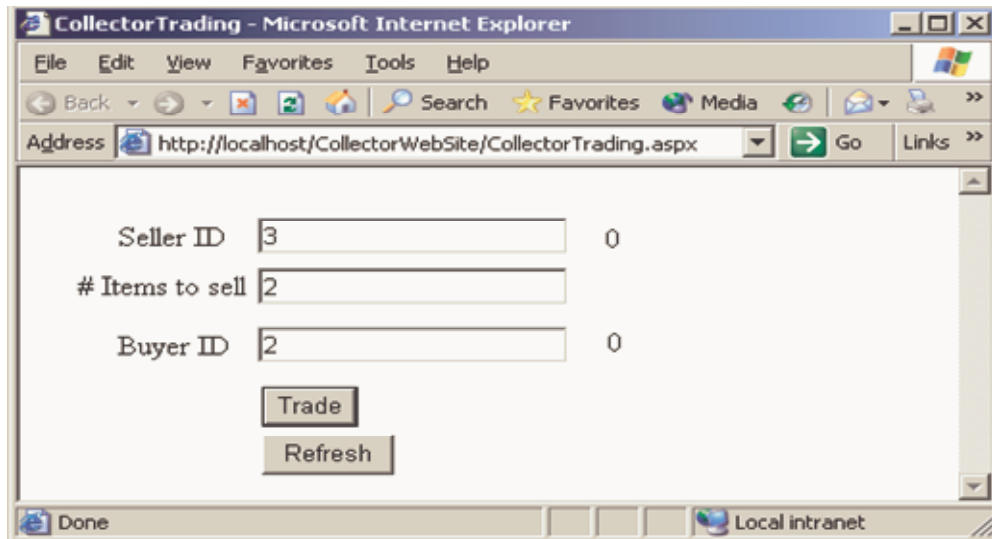 CollectorTrading - Microsoft Internet Explorer
File Edit View Favorites Tools Help
Back Search Favorites Media »
Address http://localhost/CollectorWebSite/CollectorTrading.aspx Go Links »
Seller ID 3 0
# Items to sell 2
Buyer ID 2 0
Trade
Refresh
Done Local intranet